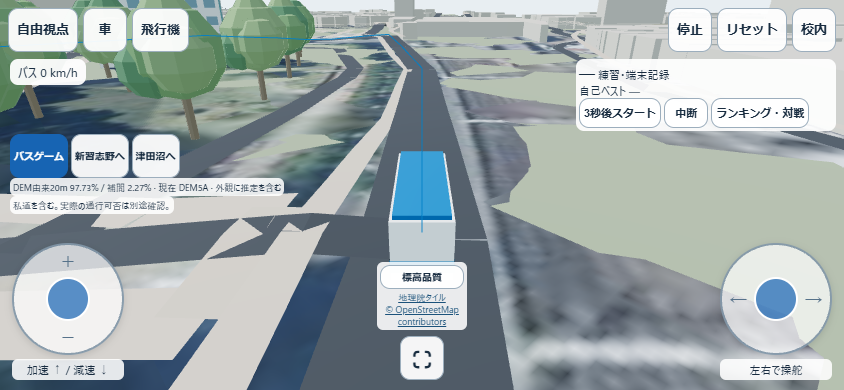 自由視点 車 飛行機 停止 リセット 校内
バス 0 km/h
── 練習・端末記録
自己ベスト —
3秒後スタート 中断 ランキング・対戦
バスゲーム 新習志野へ 津田沼へ
DEM由来20m 97.73% / 補間 2.27% · 現在 DEM5A · 外観に推定を含む
私道を含む。実際の通行可否は別途確認。
標高品質
地理院タイル
© OpenStreetMap
contributors
+
−
← →
加速 ↑ / 減速 ↓
左右で操舵